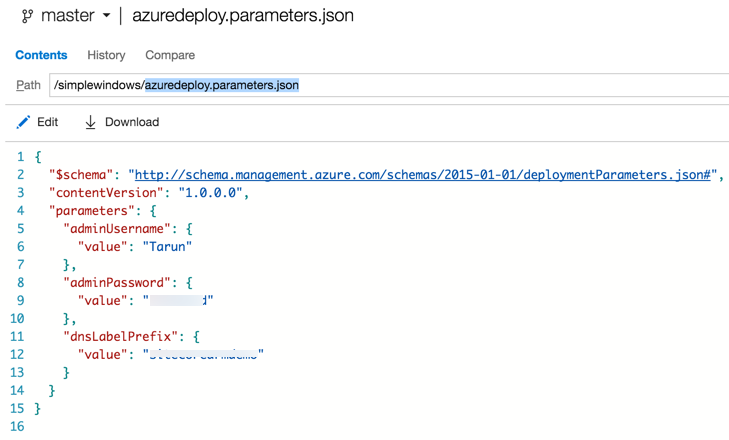 master | azuredeploy.parameters.json
Contents History Compare
Path /simplewindows/azuredeploy.parameters.json
Edit Download
1 {
2 "$schema": "http://schema.management.azure.com/schemas/2015-01-01/deploymentParameters.json#",
3 "contentVersion": "1.0.0.0",
4 "parameters": {
5 "adminUsername": {
6 "value": "Tarun"
7 },
8 "adminPassword": {
9 "value": " d"
10 },
11 "dnsLabelPrefix": {
12 "value": " "
13 }
14 }
15 }
16